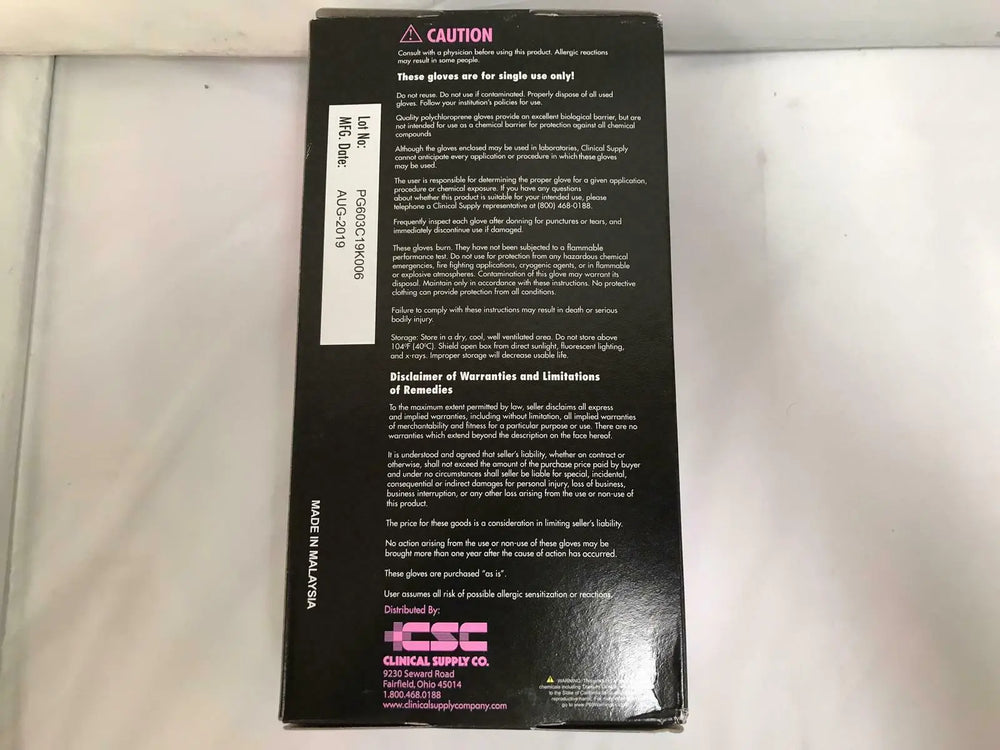 CAUTION
Consult with a physician before using this product. Allergic reactions
may result in some people.
These gloves are for single use only!
Do not reuse. Do not use if contaminated. Properly dispose of all used
gloves. Follow your institution's policies for use.
Quality polychloroprene gloves provide an excellent biological barrier, but are
not intended for use as a chemical barrier for protection against all chemical
compounds
Although the gloves enclosed may be used in laboratories, Clinical Supply
cannot anticipate every application or procedure in which these gloves
may be used.
The user is responsible for determining the proper glove for a given application,
procedure or chemical exposure. If you have any questions
about whether this product is suitable for your intended use, please
telephone a Clinical Supply representative at (800) 468-0188.
Frequently inspect each glove after donning for punctures or tears, and
immediately discontinue use if damaged.
These gloves burn. They have not been subjected to a flammable
performance test. Do not use for protection from any hazardous chemical
emergencies, fire fighting applications, cryogenic agents, or in flammable
or explosive atmospheres. Contamination of this glove may warrant its
disposal. Maintain only in accordance with these instructions. No protective
clothing can provide protection from all conditions.
Failure to comply with these instructions may result in death or serious
bodily injury.
Storage: Store in a dry, cool, well ventilated area. Do not store above
104ºF (40ºC). Shield open box from direct sunlight, fluorescent lighting,
and x-rays. Improper storage will decrease usable life.
Disclaimer of Warranties and Limitations
of Remedies
To the maximum extent permitted by law, seller disclaims all express
and implied warranties, including without limitation, all implied warranties
of merchantability and fitness for a particular purpose or use. There are no
warranties which extend beyond the description on the face hereof.
It is understood and agreed that seller's liability, whether on contract or
otherwise, shall not exceed the amount of the purchase price paid by buyer
and under no circumstances shall seller be liable for special, incidental,
consequential or indirect damages for personal injury, loss of business,
business interruption, or any other loss arising from the use or non-use of
this product.
The price for these goods is a consideration in limiting seller's liability.
No action arising from the use or non-use of these gloves may be
brought more than one year after the cause of action has occurred.
These gloves are purchased "as is".
User assumes all risk of possible allergic sensitization or reactions.
Distributed By:
CSC
CLINICAL SUPPLY CO.
9230 Seward Road
Fairfield, Ohio 45014
1.800.468.0188
www.clinicalsupplycompany.com
WARNING: This
chemicals including
to the State of California
go to
Lot No: PG603C19K006
MFG. Date: AUG-2019
MADE IN MALAYSIA